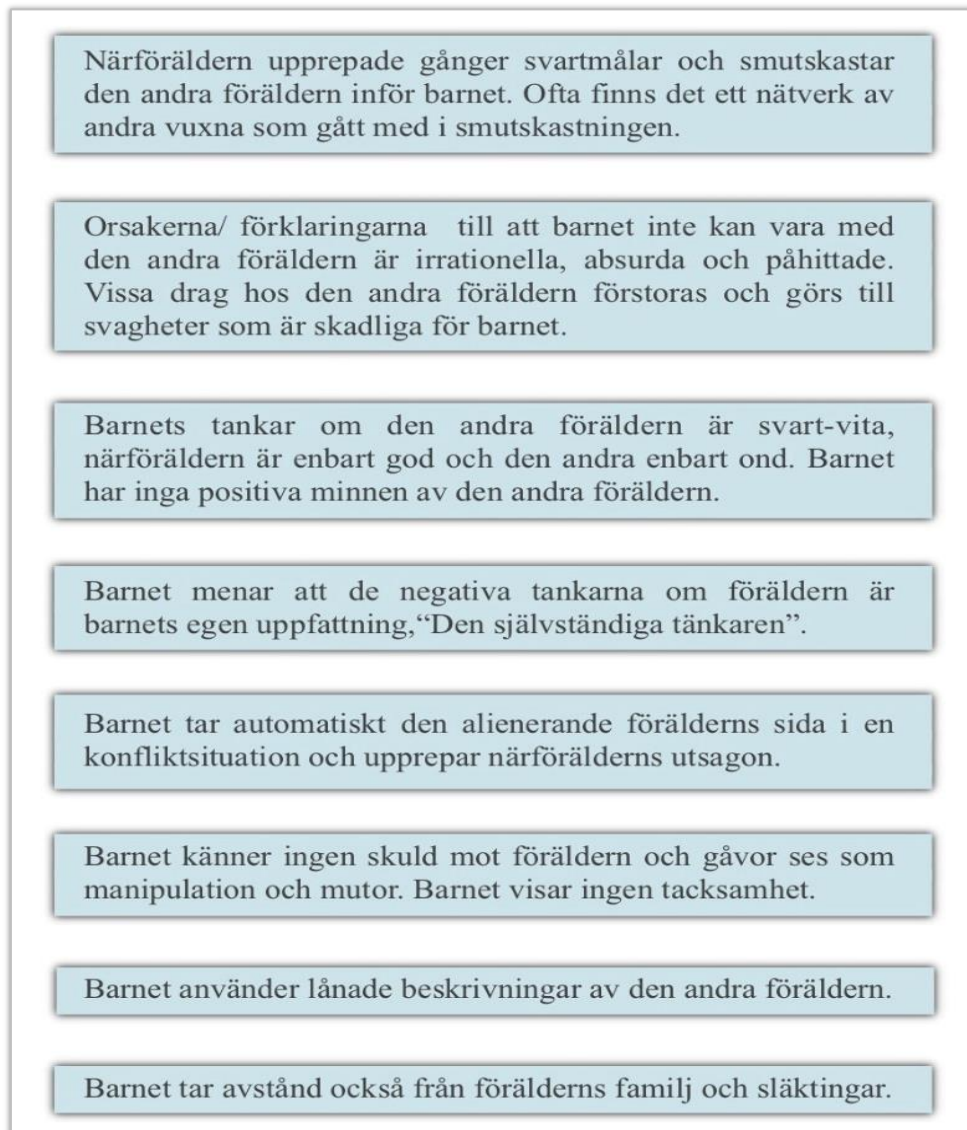 Närföräldern upprepade gånger svartmålar och smutskastar
den andra föräldern inför barnet. Ofta finns det ett nätverk av
andra vuxna som gått med i smutskastningen.
Orsakerna/ förklaringarna till att barnet inte kan vara med
den andra föräldern är irrationella, absurda och påhittade.
Vissa drag hos den andra föräldern förstoras och görs till
svagheter som är skadliga för barnet.
Barnets tankar om den andra föräldern är svart-vita,
närföräldern är enbart god och den andra enbart ond. Barnet
har inga positiva minnen av den andra föräldern.
Barnet menar att de negativa tankarna om föräldern är
barnets egen uppfattning,“Den självständiga tänkaren”.
Barnet tar automatiskt den alienerande förälderns sida i en
konfliktsituation och upprepar närförälderns utsagon.
Barnet känner ingen skuld mot föräldern och gåvor ses som
manipulation och mutor. Barnet visar ingen tacksamhet.
Barnet använder lånade beskrivningar av den andra föräldern.
Barnet tar avstånd också från förälderns familj och släktingar.